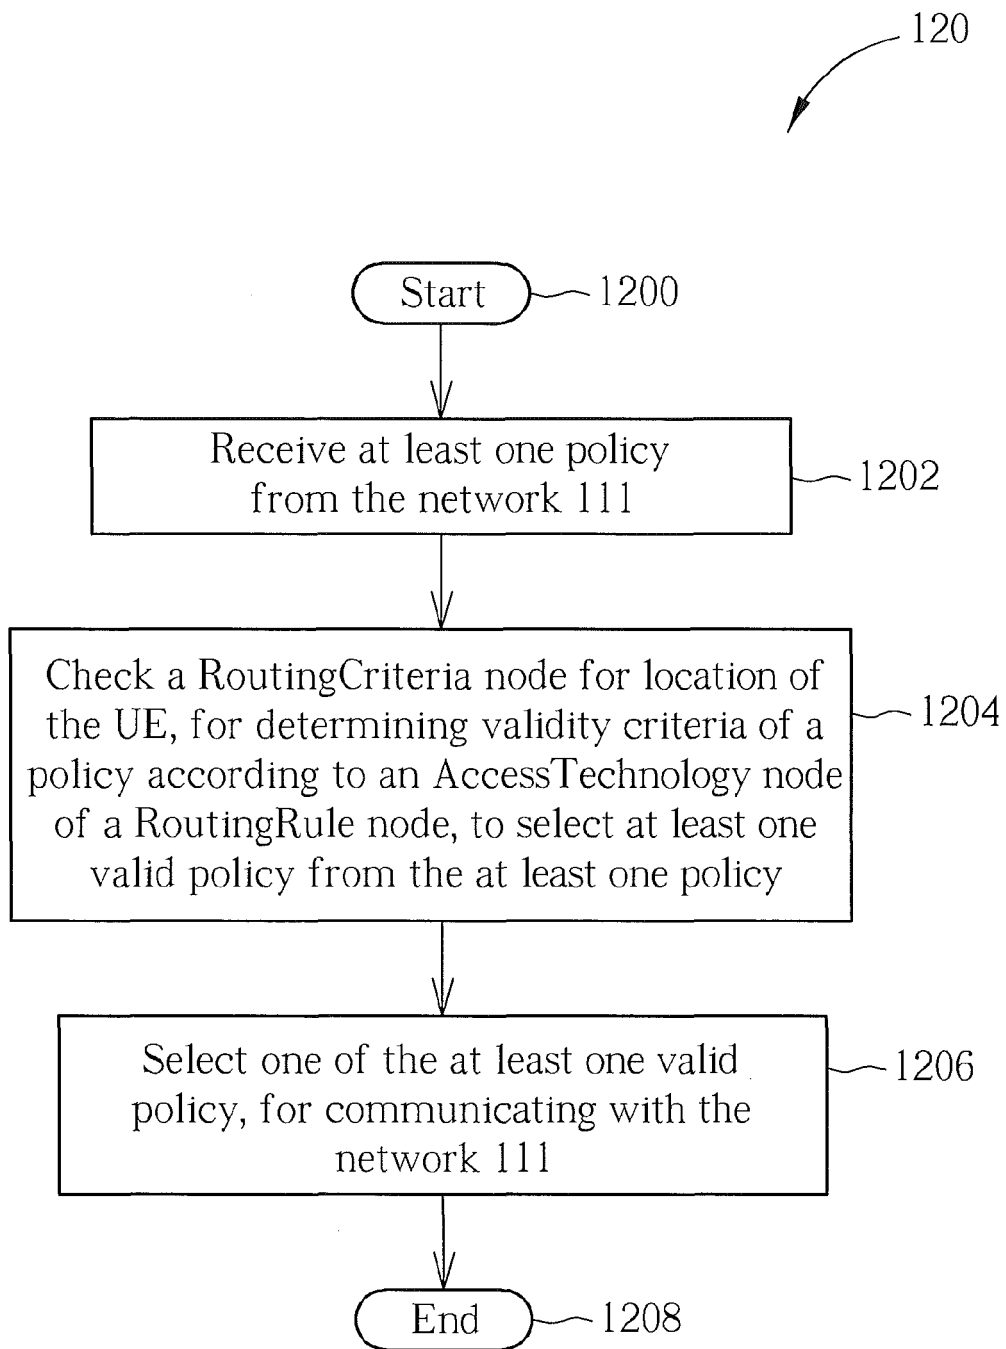 120
Start
1200
Receive at least one policy
from the network 111
1202
Check a RoutingCriteria node for location of
the UE, for determining validity criteria of a
policy according to an AccessTechnology node
of a RoutingRule node, to select at least one
valid policy from the at least one policy
1204
Select one of the at least one valid
policy, for communicating with the
network 111
1206
End
1208